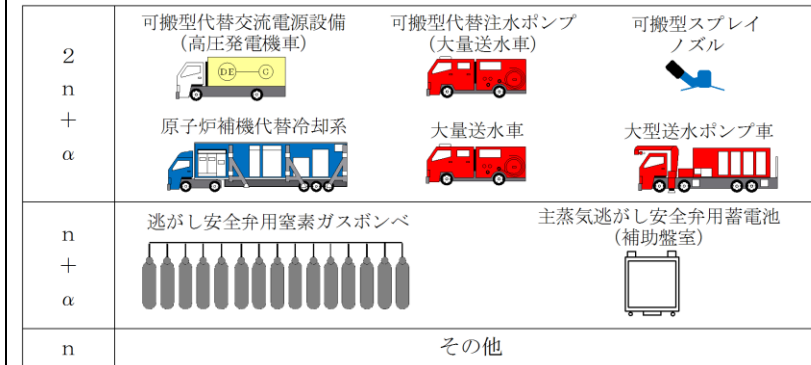 2
n
+
α
可搬型代替交流電源設備
(高圧発電機車)
DE
G
可搬型代替注水ポンプ
(大量送水車)
可搬型スプレイ
ノズル
原子炉補機代替冷却系
大量送水車
大型送水ポンプ車
n
+
α
逃がし安全弁用窒素ガスボンベ
主蒸気逃がし安全弁用蓄電池
(補助盤室)
n
その他